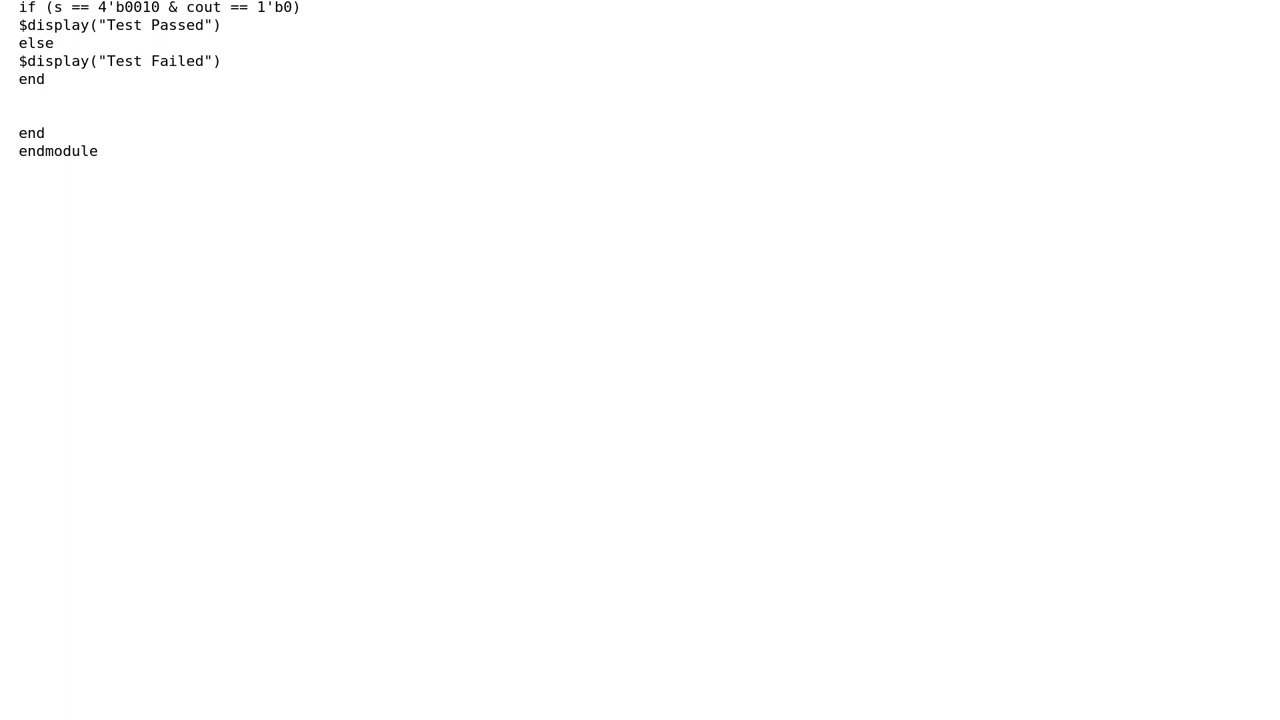 if (s == 4'b0010 & cout == 1'b0)
$display("Test Passed")
else
$display("Test Failed")
end
end
endmodule